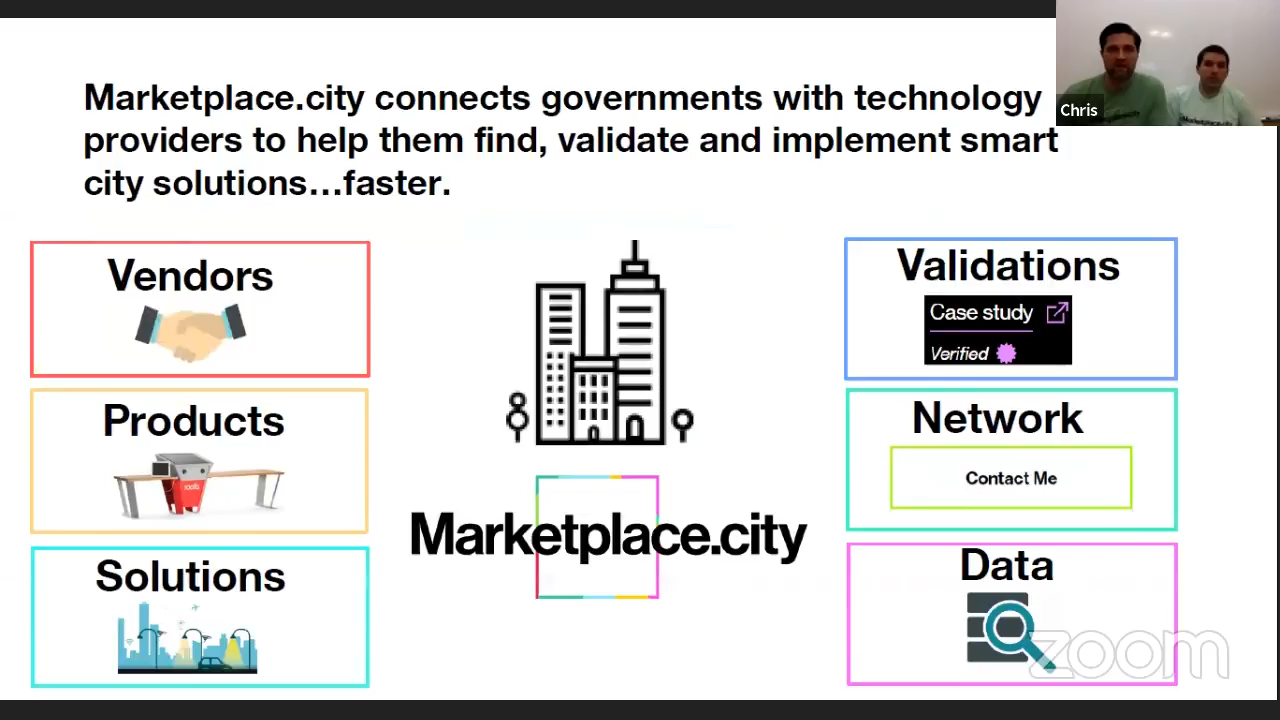 Marketplace.city connects governments with technology
providers to help them find, validate and implement smart
city solutions...faster.
Chris
Vendors
Products
Solutions
Marketplace.city
Validations
Case study
Verified
Network
Contact Me
Data
zoom